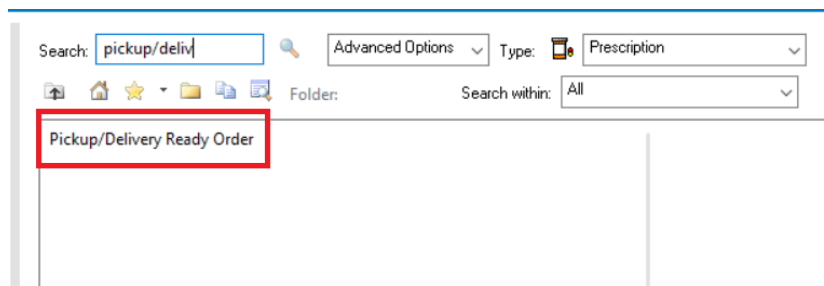 Search: pickup/deliv Advanced Options Type: Prescription
Folder: Search within: All
Pickup/Delivery Ready Order